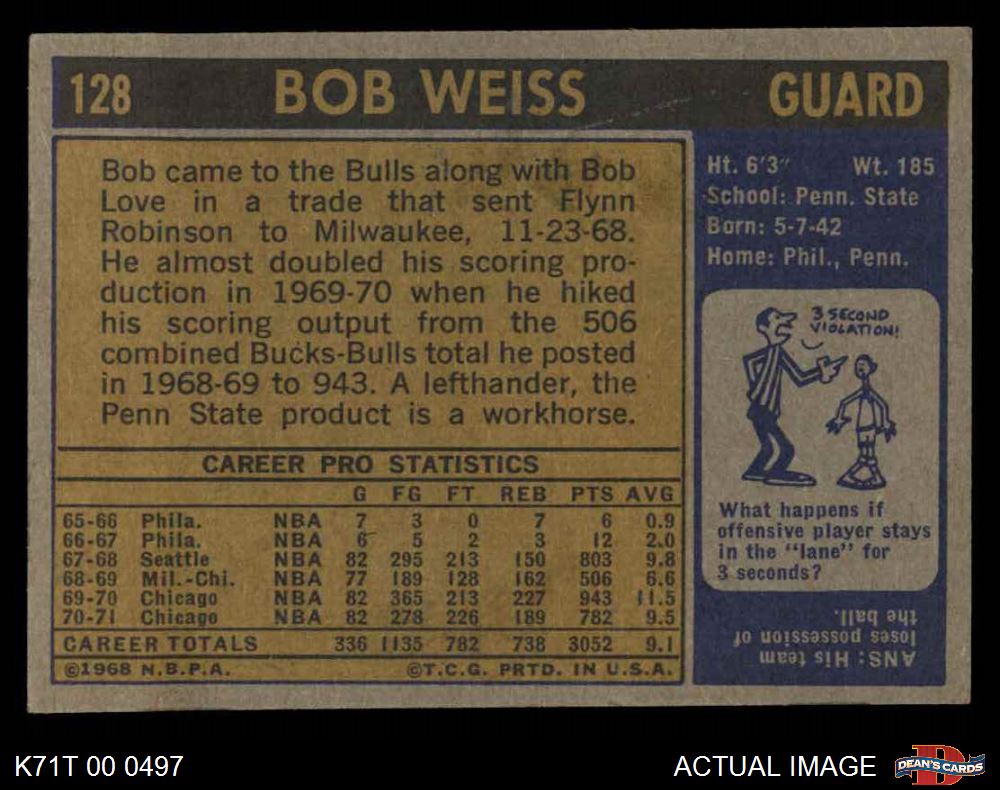 128 BOB WEISS GUARD
Bob came to the Bulls along with Bob
Love in a trade that sent Flynn
Robinson to Milwaukee, 11-23-68.
He almost doubled his scoring pro-
duction in 1969-70 when he hiked
his scoring output from the 506
combined Bucks-Bulls total he posted
in 1968-69 to 943. A lefthander, the
Penn State product is a workhorse.
CAREER PRO STATISTICS
G FG FT REB PTS AVG
65-66 Phila. NBA 7 3 0 7 6 0.9
66-67 Phila. NBA 6 5 2 3 12 2.0
67-68 Seattle NBA 82 295 213 150 803 9.8
68-69 Mil.-Chi. NBA 77 189 128 162 506 6.6
69-70 Chicago NBA 82 365 213 227 943 11.5
70-71 Chicago NBA 82 278 226 189 782 9.5
CAREER TOTALS 336 1135 782 738 3052 9.1
©1968 N.B.P.A. ©T.C.G. PRTD. IN U.S.A.
Ht. 6'3" Wt. 185
School: Penn. State
Born: 5-7-42
Home: Phil., Penn.
3 SECOND
VIOLATION!
What happens if
offensive player stays
in the "lane" for
3 seconds?
ANS: His team
loses possession of
the ball.
K71T 00 0497 ACTUAL IMAGE DEAN'S CARDS